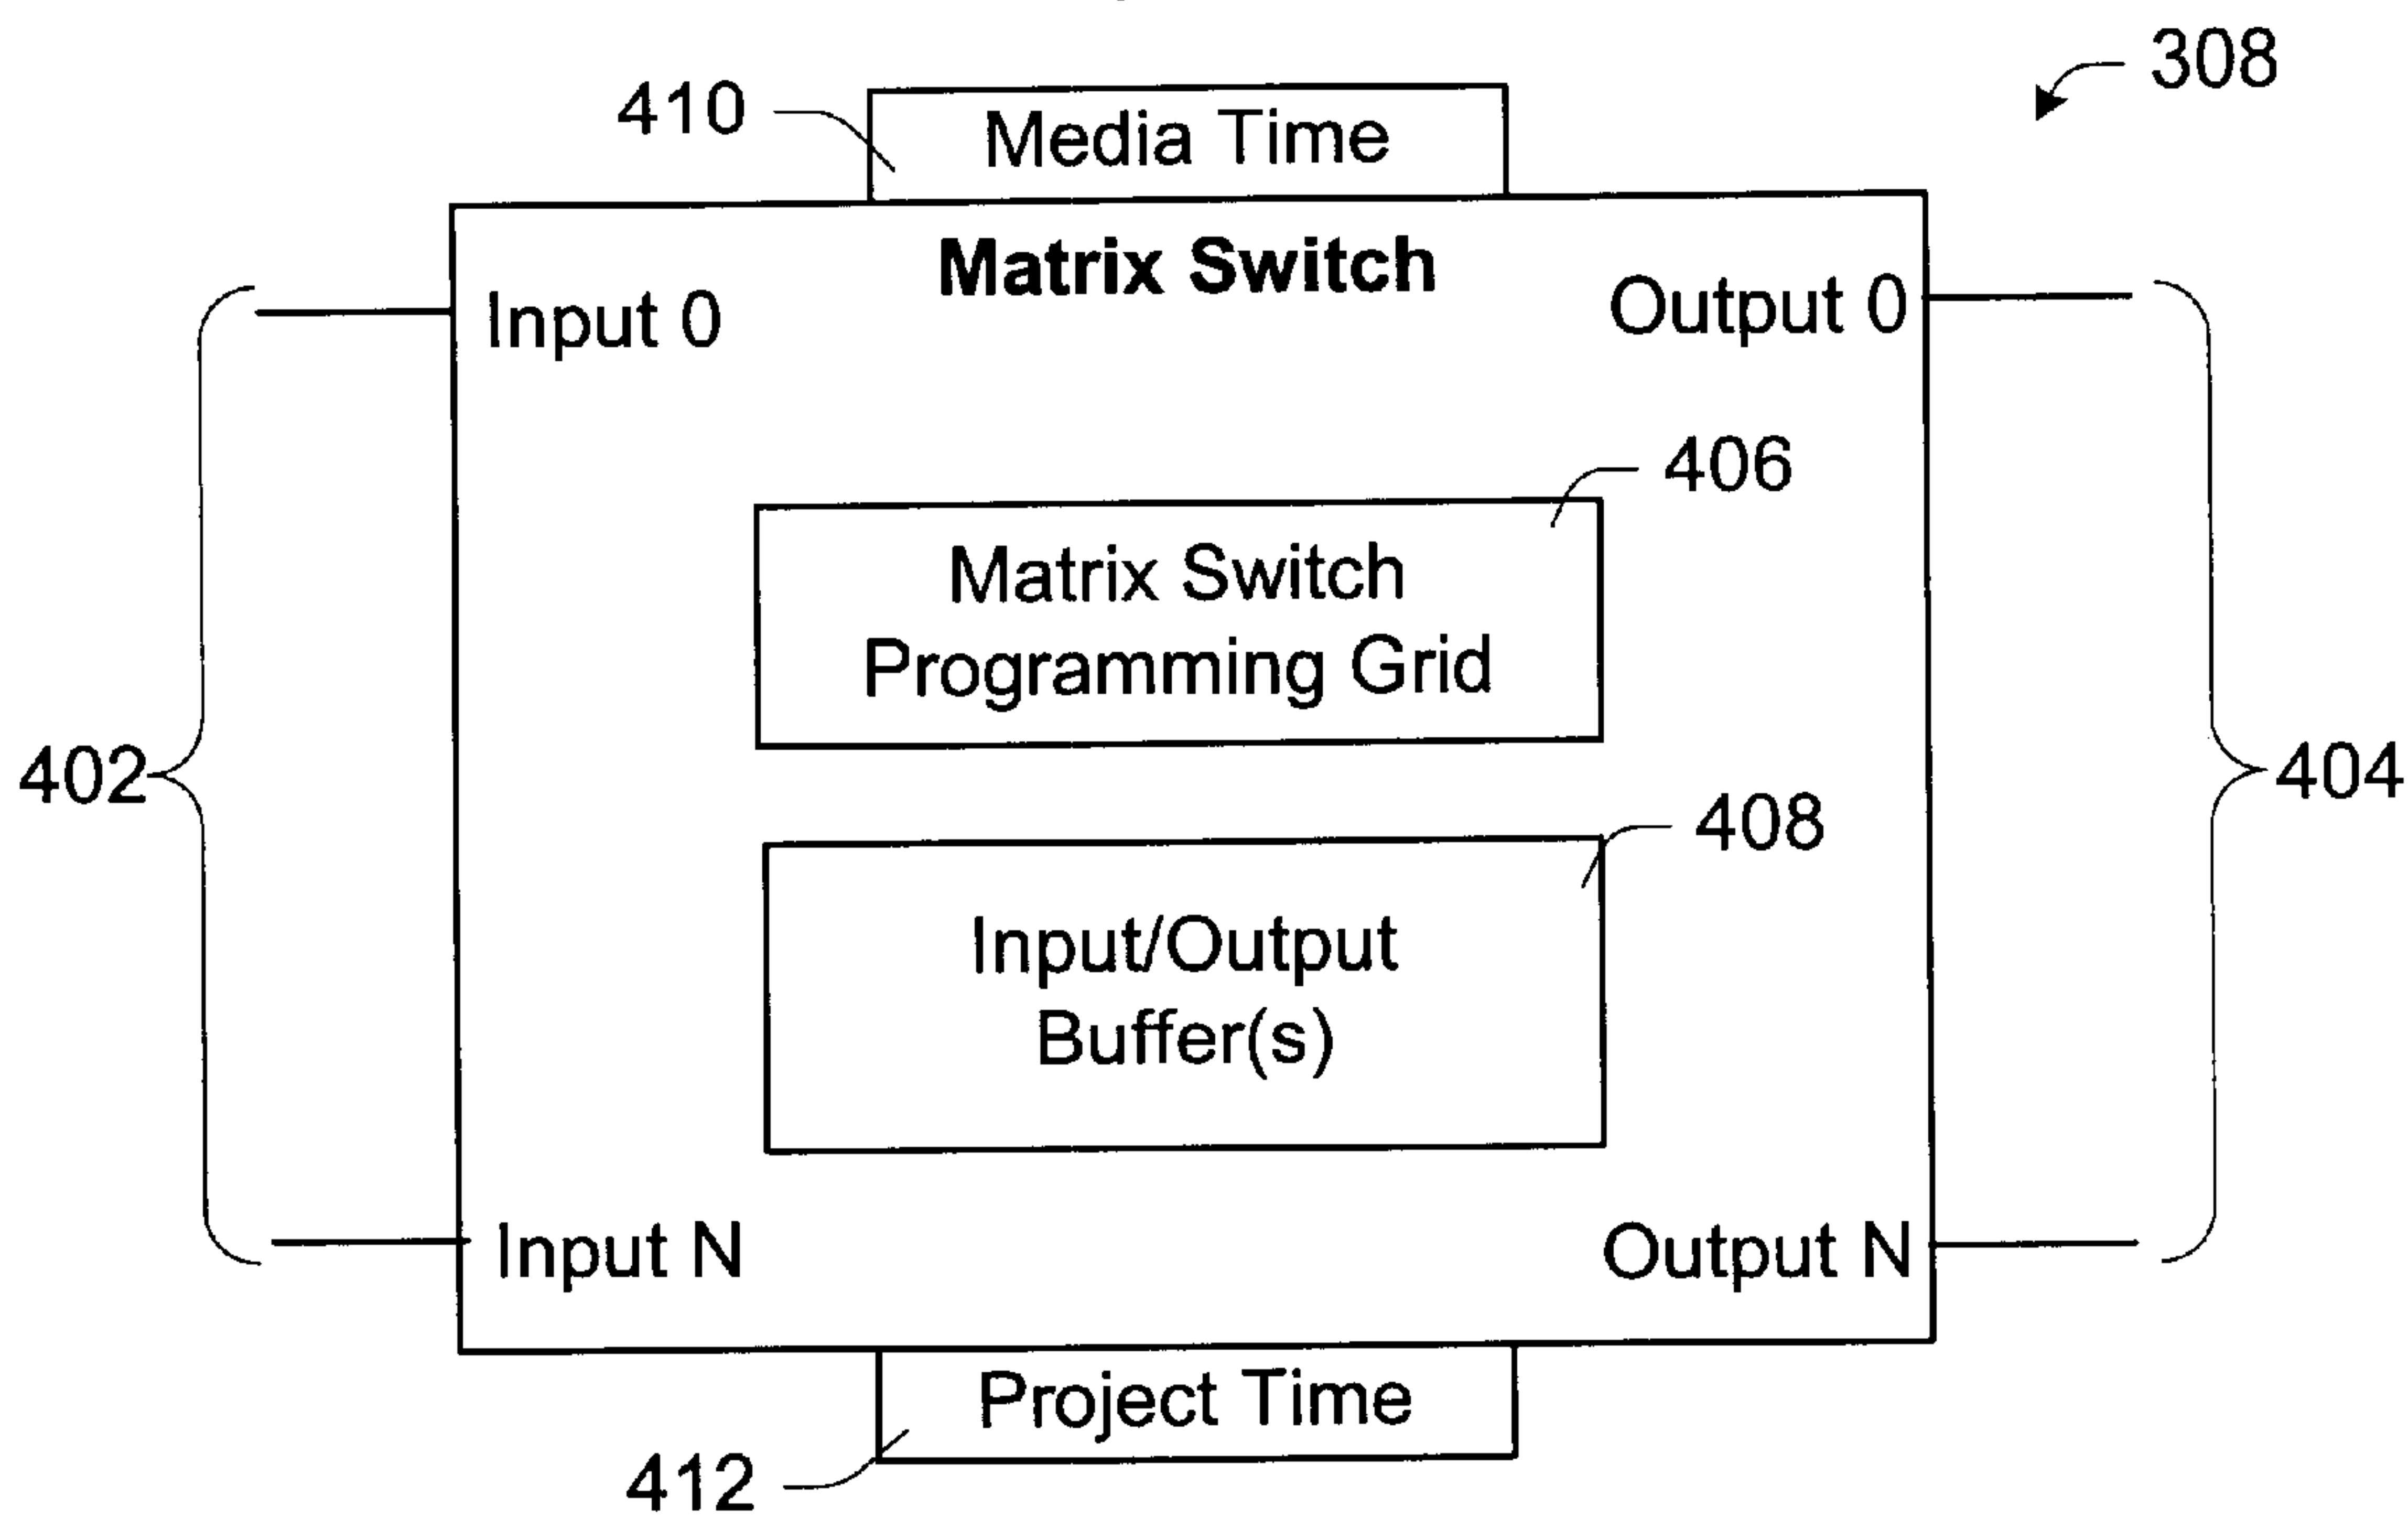 308
410
Media Time
Matrix Switch
Input 0
Output 0
406
Matrix Switch
Programming Grid
402
404
408
Input/Output
Buffer(s)
Input N
Output N
Project Time
412